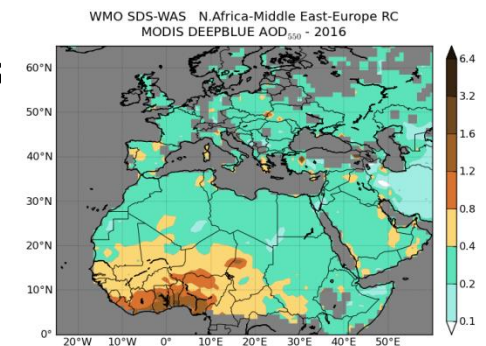 WMO SDS-WAS N.Africa-Middle East-Europe RC
MODIS DEEPBLUE AOD₅₅₀ - 2016
60°N
50°N
40°N
30°N
20°N
10°N
0°
20°W 10°W 0° 10°E 20°E 30°E 40°E 50°E
6.4
3.2
1.6
1.2
0.8
0.4
0.2
0.1